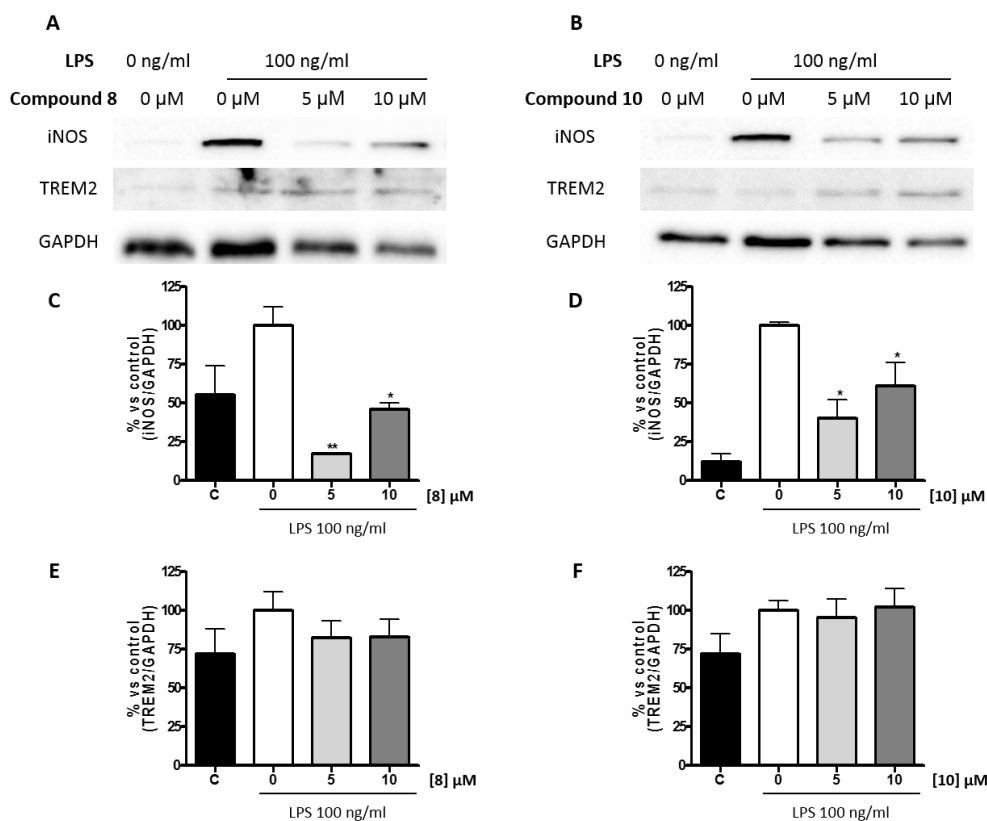 A
LPS 0 ng/ml 100 ng/ml
Compound 8 0 µM 0 µM 5 µM 10 µM
iNOS
TREM2
GAPDH
B
LPS 0 ng/ml 100 ng/ml
Compound 10 0 µM 0 µM 5 µM 10 µM
iNOS
TREM2
GAPDH
C
% vs control
(iNOS/GAPDH)
125
100
75
50
25
0
**
*
C 0 5 10 [8] µM
LPS 100 ng/ml
D
% vs control
(iNOS/GAPDH)
125
100
75
50
25
0
*
*
C 0 5 10 [10] µM
LPS 100 ng/ml
E
% vs control
(TREM2/GAPDH)
125
100
75
50
25
0
C 0 5 10 [8] µM
LPS 100 ng/ml
F
% vs control
(TREM2/GAPDH)
125
100
75
50
25
0
C 0 5 10 [10] µM
LPS 100 ng/ml